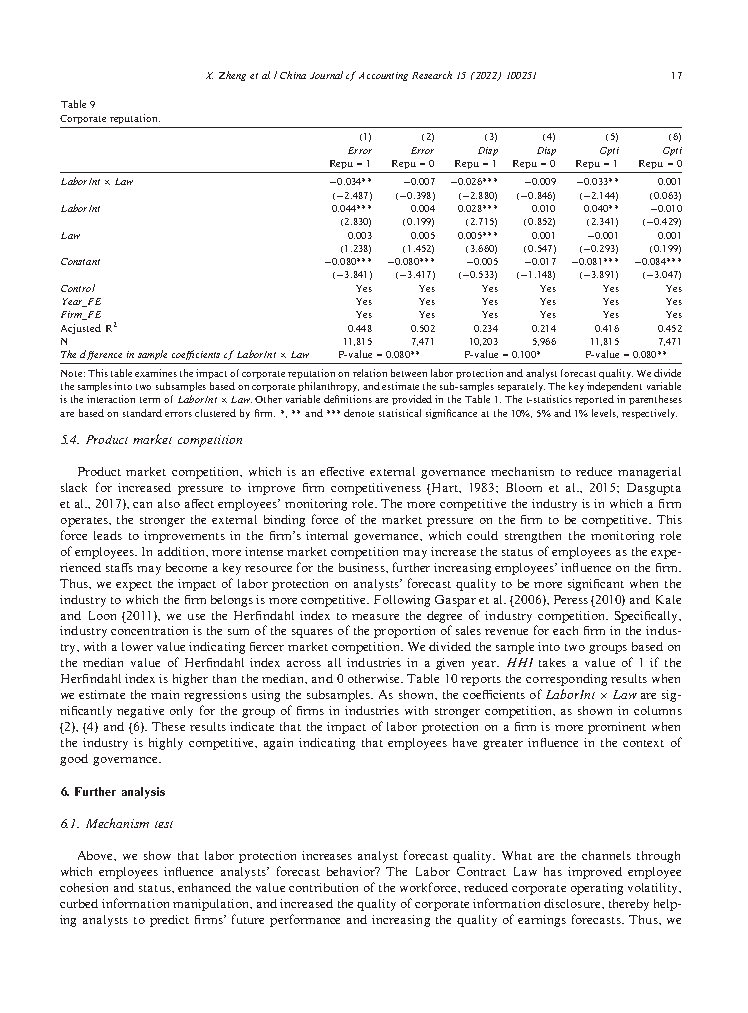 X. Zheng et al. / China Journal of Accounting Research 15 (2022) 100251 17
Table 9
Corporate reputation.
(1) (2) (3) (4) (5) (6)
Error Error Disp Disp Opti Opti
Repu = 1 Repu = 0 Repu = 1 Repu = 0 Repu = 1 Repu = 0
LaborInt × Law −0.034** −0.007 −0.026*** −0.009 −0.033** 0.001
(−2.487) (−0.398) (−2.880) (−0.846) (−2.144) (0.063)
LaborInt 0.044*** 0.004 0.028*** 0.010 0.040** −0.010
(2.830) (0.199) (2.715) (0.852) (2.341) (−0.429)
Law 0.003 0.005 0.005*** 0.001 −0.001 0.001
(1.238) (1.452) (3.660) (0.547) (−0.293) (0.199)
Constant −0.080*** −0.080*** −0.005 −0.017 −0.081*** −0.084***
(−3.841) (−3.417) (−0.533) (−1.148) (−3.891) (−3.047)
Control Yes Yes Yes Yes Yes Yes
Year_FE Yes Yes Yes Yes Yes Yes
Firm_FE Yes Yes Yes Yes Yes Yes
Adjusted R² 0.448 0.502 0.234 0.214 0.416 0.452
N 11,815 7,471 10,203 5,966 11,815 7,471
The difference in sample coefficients of LaborInt × Law P-value = 0.080** P-value = 0.100* P-value = 0.080**
Note: This table examines the impact of corporate reputation on relation between labor protection and analyst forecast quality. We divide
the samples into two subsamples based on corporate philanthropy, and estimate the sub-samples separately. The key independent variable
is the interaction term of LaborInt × Law. Other variable definitions are provided in the Table 1. The t-statistics reported in parentheses
are based on standard errors clustered by firm. *, ** and *** denote statistical significance at the 10%, 5% and 1% levels, respectively.
5.4. Product market competition
Product market competition, which is an effective external governance mechanism to reduce managerial
slack for increased pressure to improve firm competitiveness (Hart, 1983; Bloom et al., 2015; Dasgupta
et al., 2017), can also affect employees' monitoring role. The more competitive the industry is in which a firm
operates, the stronger the external binding force of the market pressure on the firm to be competitive. This
force leads to improvements in the firm's internal governance, which could strengthen the monitoring role
of employees. In addition, more intense market competition may increase the status of employees as the expe-
rienced staffs may become a key resource for the business, further increasing employees' influence on the firm.
Thus, we expect the impact of labor protection on analysts' forecast quality to be more significant when the
industry to which the firm belongs is more competitive. Following Gaspar et al. (2006), Peress (2010) and Kale
and Loon (2011), we use the Herfindahl index to measure the degree of industry competition. Specifically,
industry concentration is the sum of the squares of the proportion of sales revenue for each firm in the indus-
try, with a lower value indicating fiercer market competition. We divided the sample into two groups based on
the median value of Herfindahl index across all industries in a given year. HHI takes a value of 1 if the
Herfindahl index is higher than the median, and 0 otherwise. Table 10 reports the corresponding results when
we estimate the main regressions using the subsamples. As shown, the coefficients of LaborInt × Law are sig-
nificantly negative only for the group of firms in industries with stronger competition, as shown in columns
(2), (4) and (6). These results indicate that the impact of labor protection on a firm is more prominent when
the industry is highly competitive, again indicating that employees have greater influence in the context of
good governance.
6. Further analysis
6.1. Mechanism test
Above, we show that labor protection increases analyst forecast quality. What are the channels through
which employees influence analysts' forecast behavior? The Labor Contract Law has improved employee
cohesion and status, enhanced the value contribution of the workforce, reduced corporate operating volatility,
curbed information manipulation, and increased the quality of corporate information disclosure, thereby help-
ing analysts to predict firms' future performance and increasing the quality of earnings forecasts. Thus, we